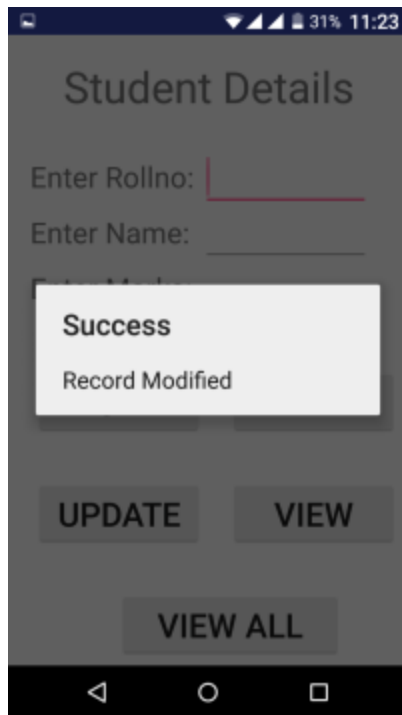 31% 11:23
Student Details
Enter Rollno:
Enter Name:
Success
Record Modified
UPDATE VIEW
VIEW ALL